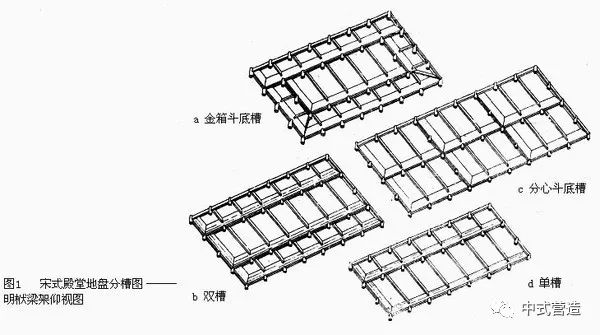 a 金箱斗底槽
c 分心斗底槽
图1 宋式殿堂地盘分槽图——
明栿梁架仰视图
b 双槽
d 单槽
中式营造